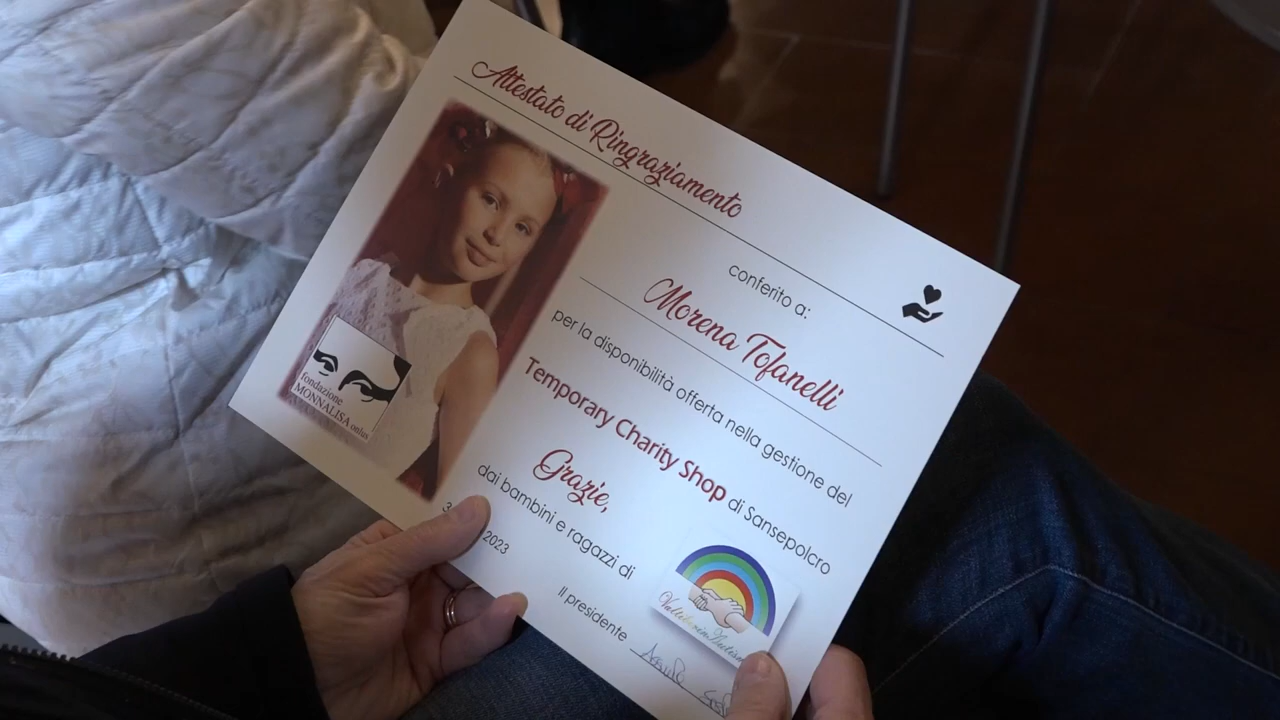 Attestato di Ringraziamento
conferito a:
Morena Tofanelli
per la disponibilità offerta nella gestione del
Temporary Charity Shop di Sansepolcro
Grazie,
dai bambini e ragazzi di
3
2023
Il presidente
fondazione
MONNALISA onlus